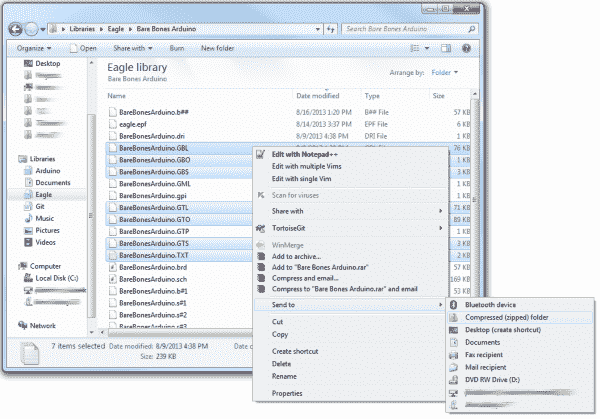 Libraries ▸ Eagle ▸ Bare Bones Arduino
Search Bare Bones Arduino
Organize Open Share with Burn New folder
Desktop
Libraries
Arduino
Documents
Eagle
Git
Music
Pictures
Videos
Computer
Local Disk (C:)
Network
Eagle library
Bare Bones Arduino
Arrange by: Folder
Name Date modified Type Size
BareBonesArduino.b## 8/16/2013 1:20 PM B## File 57 KB
eagle.epf 8/14/2013 3:37 PM EPF File 6 KB
BareBonesArduino.dri 8/9/2013 4:38 PM DRI File 1 KB
BareBonesArduino.GBL 76 KB
BareBonesArduino.GBO 1 KB
BareBonesArduino.GBS 3 KB
BareBonesArduino.GML 1 KB
BareBonesArduino.gpi 1 KB
BareBonesArduino.GTL 71 KB
BareBonesArduino.GTO 89 KB
BareBonesArduino.GTP 1 KB
BareBonesArduino.GTS 3 KB
BareBonesArduino.TXT 2 KB
BareBonesArduino.brd 57 KB
BareBonesArduino.sch KB
BareBonesArduino.b#1 53 KB
BareBonesArduino.s#1 KB
BareBonesArduino.s#2 KB
BareBonesArduino.s#3
Edit with Notepad++
Edit with multiple Vims
Edit with single Vim
Scan for viruses
Share with
TortoiseGit
WinMerge
Add to archive...
Add to "Bare Bones Arduino.rar"
Compress and email...
Compress to "Bare Bones Arduino.rar" and email
Send to
Cut
Copy
Create shortcut
Delete
Rename
Properties
Bluetooth device
Compressed (zipped) folder
Desktop (create shortcut)
Documents
Fax recipient
Mail recipient
DVD RW Drive (D:)
7 items selected Date modified: 8/9/2013 4:38 PM
Size: 239 KB